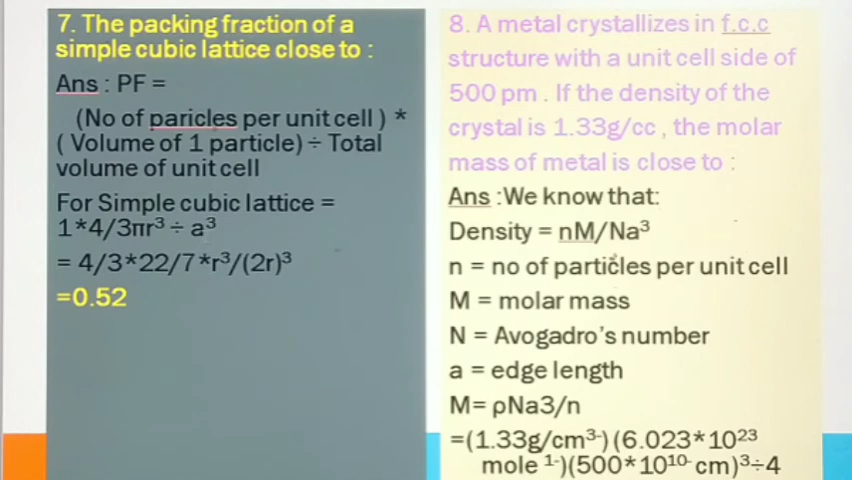 7. The packing fraction of a
simple cubic lattice close to :
Ans : PF =
(No of paricles per unit cell ) *
( Volume of 1 particle) ÷ Total
volume of unit cell
For Simple cubic lattice =
1*4/3πr³ ÷ a³
= 4/3*22/7*r³/(2r)³
=0.52
8. A metal crystallizes in f.c.c
structure with a unit cell side of
500 pm . If the density of the
crystal is 1.33g/cc , the molar
mass of metal is close to :
Ans :We know that:
Density = nM/Na³
n = no of particles per unit cell
M = molar mass
N = Avogadro's number
a = edge length
M= ρNa3/n
=(1.33g/cm³⁻)(6.023*10²³
mole ¹⁻)(500*10¹⁰⁻ cm)³÷4